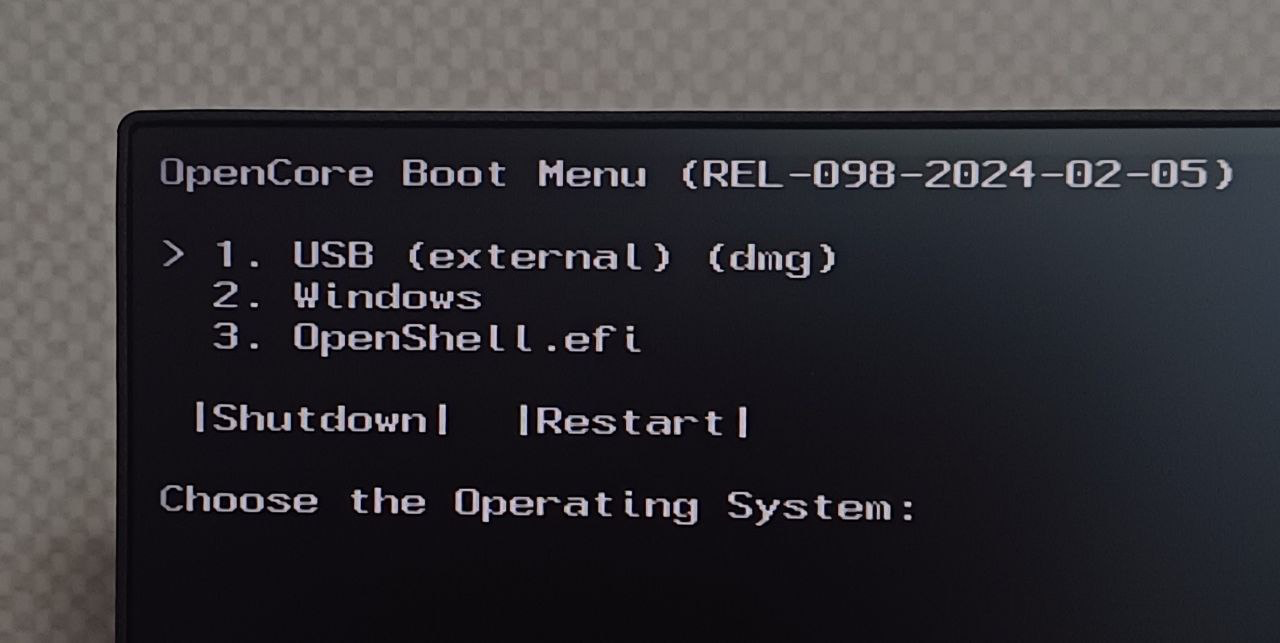 OpenCore Boot Menu (REL-098-2024-02-05)
> 1. USB (external) (dmg)
2. Windows
3. OpenShell.efi
|Shutdown| |Restart|
Choose the Operating System: